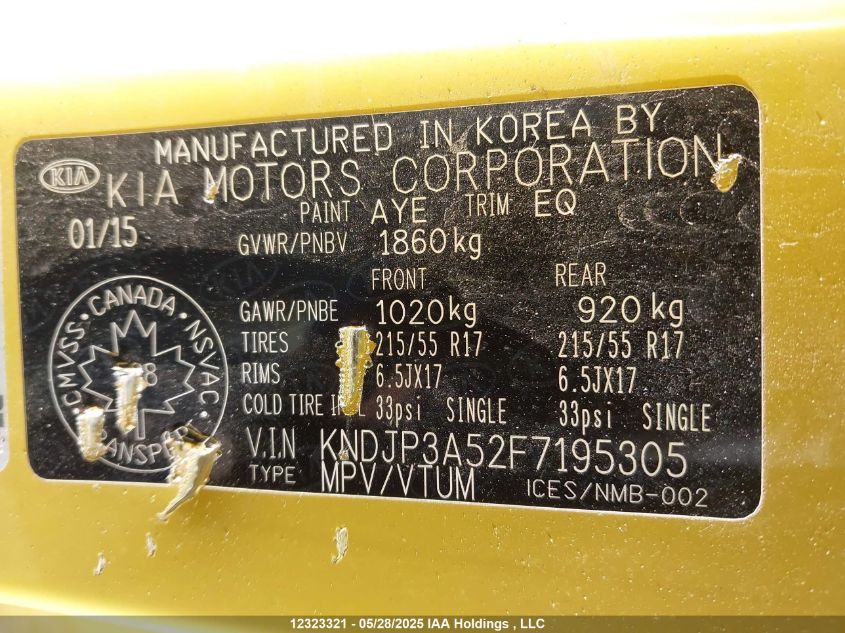 MANUFACTURED IN KOREA BY
KIA KIA MOTORS CORPORATION
PAINT AYE TRIM EQ
01/15
GVWR/PNBV 1860kg
FRONT REAR
GAWR/PNBE 1020kg 920kg
TIRES 215/55 R17 215/55 R17
RIMS 6.5JX17 6.5JX17
COLD TIRE 33psi SINGLE 33psi SINGLE
V.I.N KNDJP3A52F7195305
TYPE MPV/VTUM
ICES/NMB-002
CMVSS • CANADA • NSVAC
12323321 - 05/28/2025 IAA Holdings , LLC